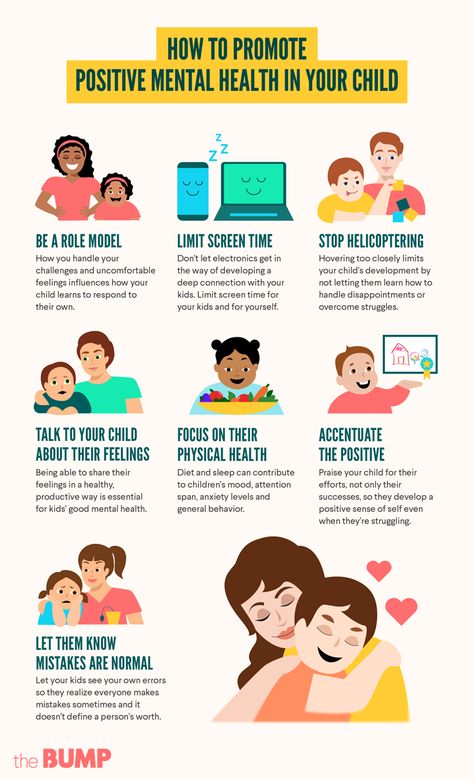 HOW TO PROMOTE
POSITIVE MENTAL HEALTH IN YOUR CHILD
z
z
z
BE A ROLE MODEL
How you handle your
challenges and uncomfortable
feelings influences how your
child learns to respond to
their own.
LIMIT SCREEN TIME
Don't let electronics get in
the way of developing a
deep connection with your
kids. Limit screen time for
your kids and for yourself.
STOP HELICOPTERING
Hovering too closely limits
your child's development by
not letting them learn how to
handle disappointments or
overcome struggles.
TALK TO YOUR CHILD
ABOUT THEIR FEELINGS
Being able to share their
feelings in a healthy,
productive way is essential
for kids' good mental health.
FOCUS ON THEIR
PHYSICAL HEALTH
Diet and sleep can contribute
to children's mood, attention
span, anxiety levels and
general behavior.
ACCENTUATE
THE POSITIVE
Praise your child for their
efforts, not only their
successes, so they develop a
positive sense of self even
when they're struggling.
LET THEM KNOW
MISTAKES ARE NORMAL
Let your kids see your own errors
so they realize everyone makes
mistakes sometimes and it
doesn't define a person's worth.
the BUMP